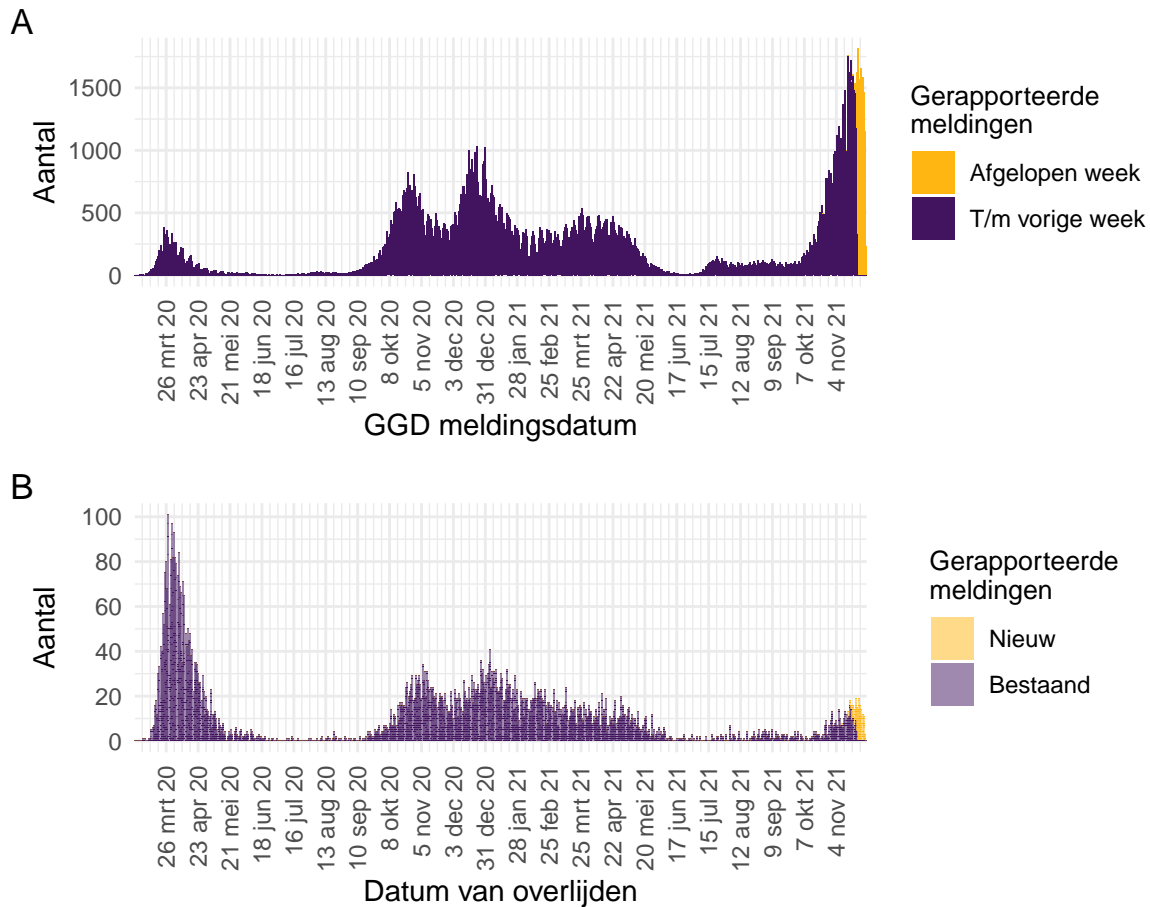 A
Aantal
1500
1000
500
0
26 mrt 20
23 apr 20
21 mei 20
18 jun 20
16 jul 20
13 aug 20
10 sep 20
8 okt 20
5 nov 20
3 dec 20
31 dec 20
28 jan 21
25 feb 21
25 mrt 21
22 apr 21
20 mei 21
17 jun 21
15 jul 21
12 aug 21
9 sep 21
7 okt 21
4 nov 21
GGD meldingsdatum
Gerapporteerde
meldingen
Afgelopen week
T/m vorige week
B
Aantal
100
80
60
40
20
0
26 mrt 20
23 apr 20
21 mei 20
18 jun 20
16 jul 20
13 aug 20
10 sep 20
8 okt 20
5 nov 20
3 dec 20
31 dec 20
28 jan 21
25 feb 21
25 mrt 21
22 apr 21
20 mei 21
17 jun 21
15 jul 21
12 aug 21
9 sep 21
7 okt 21
4 nov 21
Datum van overlijden
Gerapporteerde
meldingen
Nieuw
Bestaand